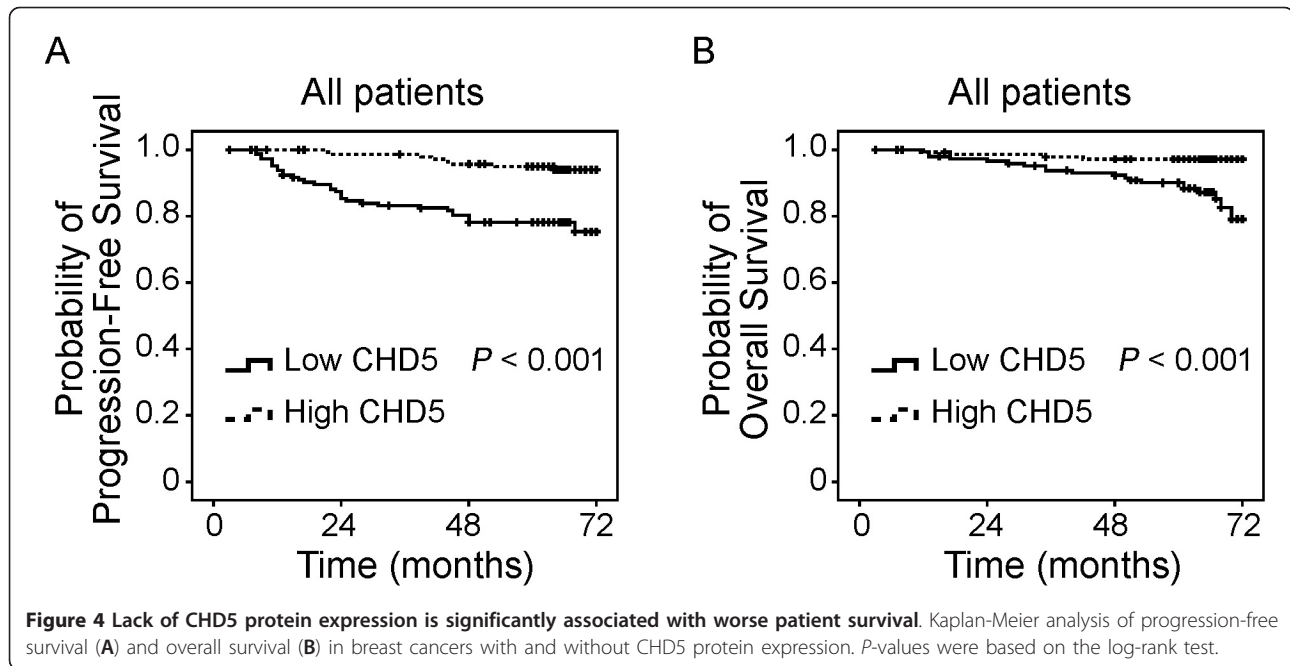 A
All patients
Probability of
Progression-Free Survival
1.0
0.8
0.6
0.4
0.2
0
Low CHD5 P < 0.001
High CHD5
0 24 48 72
Time (months)
B
All patients
Probability of
Overall Survival
1.0
0.8
0.6
0.4
0.2
0
Low CHD5 P < 0.001
High CHD5
0 24 48 72
Time (months)
Figure 4 Lack of CHD5 protein expression is significantly associated with worse patient survival. Kaplan-Meier analysis of progression-free
survival (A) and overall survival (B) in breast cancers with and without CHD5 protein expression. P-values were based on the log-rank test.